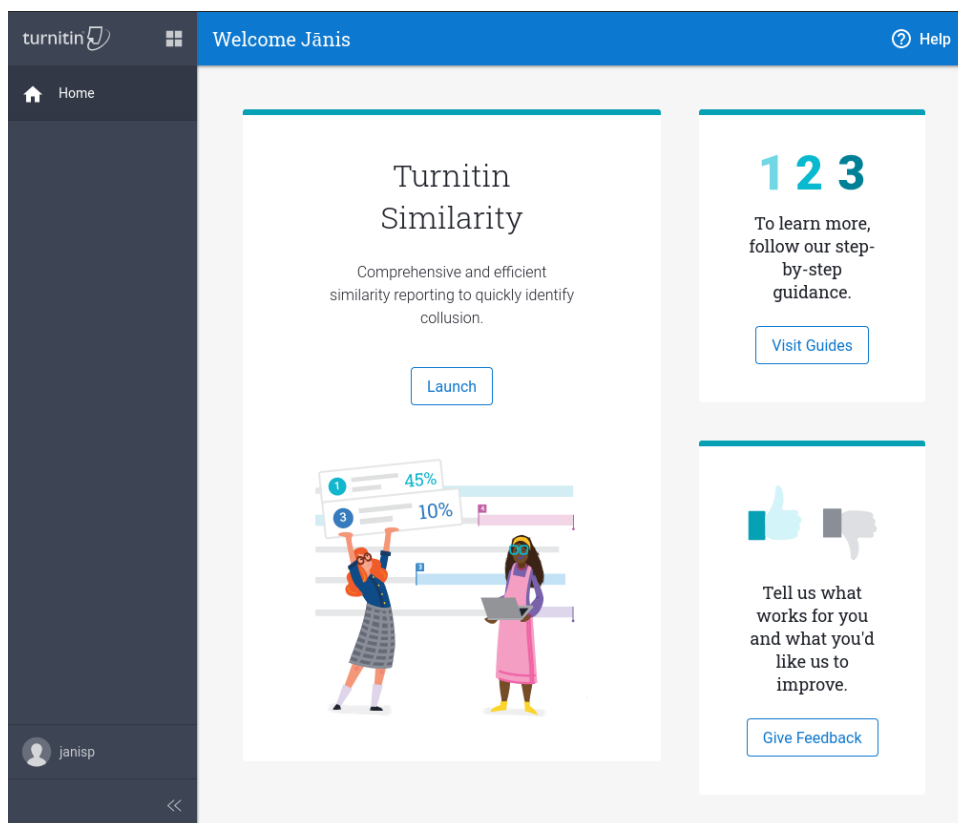 turnitin
Welcome Jānis
Help
Home
Turnitin
Similarity
Comprehensive and efficient
similarity reporting to quickly identify
collusion.
Launch
1 45%
3 10%
4
3
1 2 3
To learn more,
follow our step-
by-step
guidance.
Visit Guides
Tell us what
works for you
and what you'd
like us to
improve.
Give Feedback
janisp